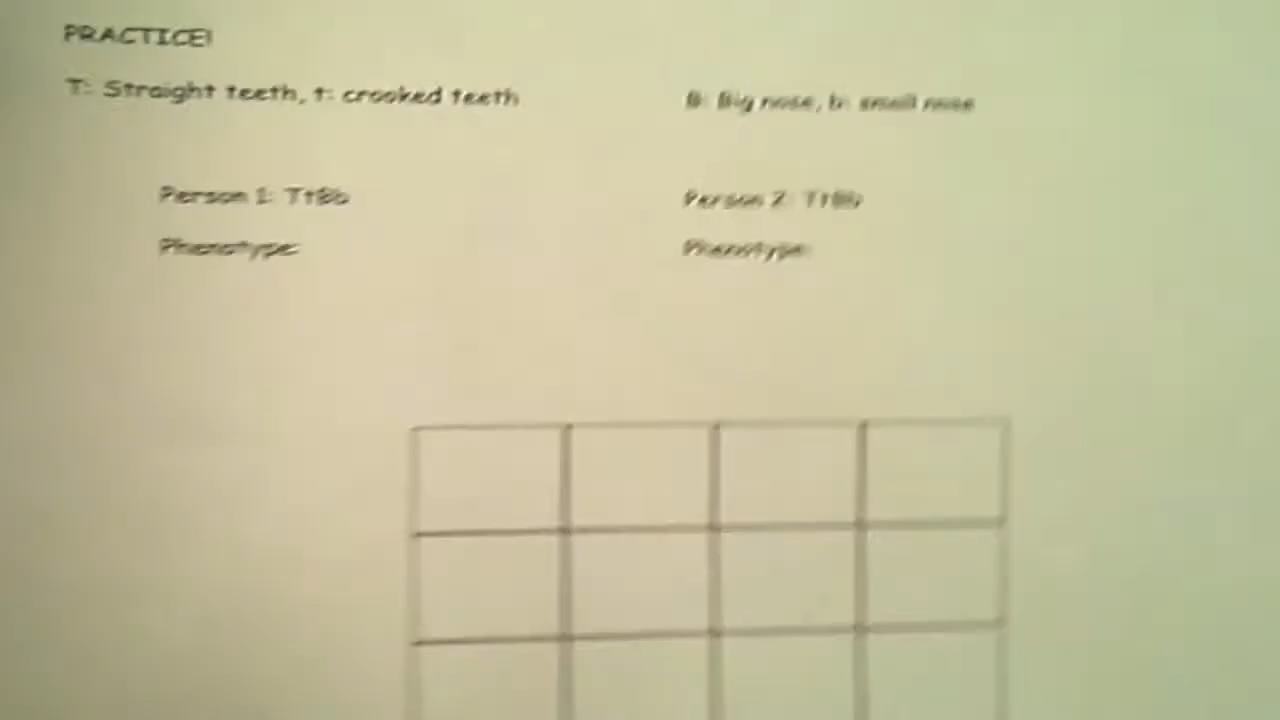 PRACTICE!
T: Straight teeth, t: crooked teeth
B: Big nose, b: small nose
Person 1: TtBb
Person 2: TtBb
Phenotype:
Phenotype: